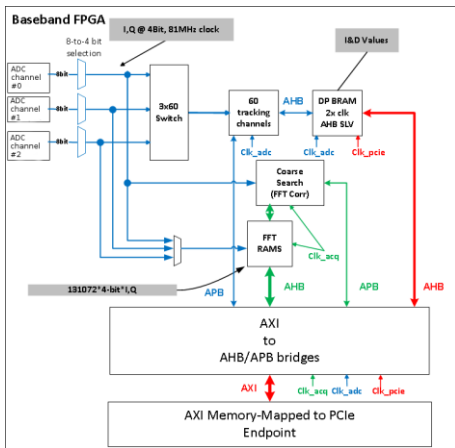 Baseband FPGA
I,Q @ 4Bit, 81MHz clock
8-to-4 bit
selection
I&D Values
ADC
channel
#0
8bit
ADC
channel
#1
8bit
ADC
channel
#2
8bit
3x60
Switch
60
tracking
channels
AHB
DP BRAM
2x clk
AHB SLV
Clk_adc
Clk_adc
Clk_pcie
Coarse
Search
(FFT Corr)
FFT
RAMS
Clk_acq
131072*4-bit*I,Q
APB
AHB
APB
AHB
AXI
to
AHB/APB bridges
AXI
Clk_acq
Clk_adc
Clk_pcie
AXI Memory-Mapped to PCIe
Endpoint